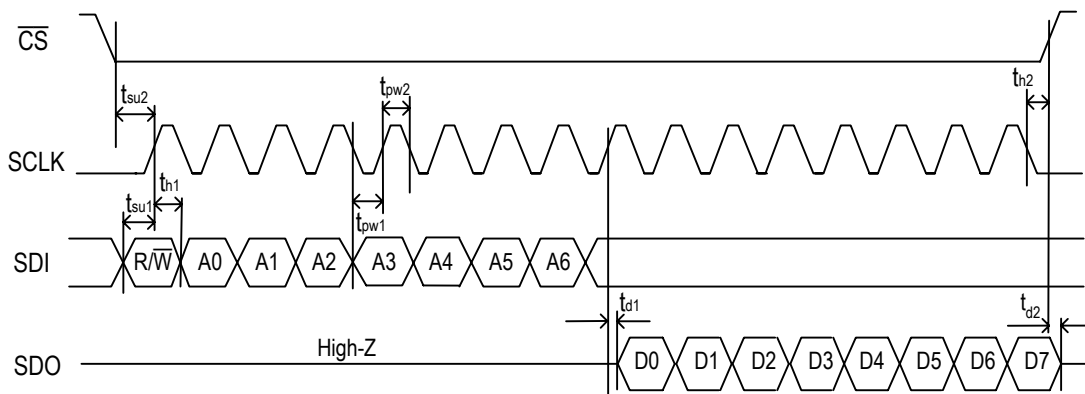 CS
tsu2
tpw2
th2
SCLK
tsu1
th1
tpw1
SDI
R/W
A0
A1
A2
A3
A4
A5
A6
td1
td2
SDO
High-Z
D0
D1
D2
D3
D4
D5
D6
D7